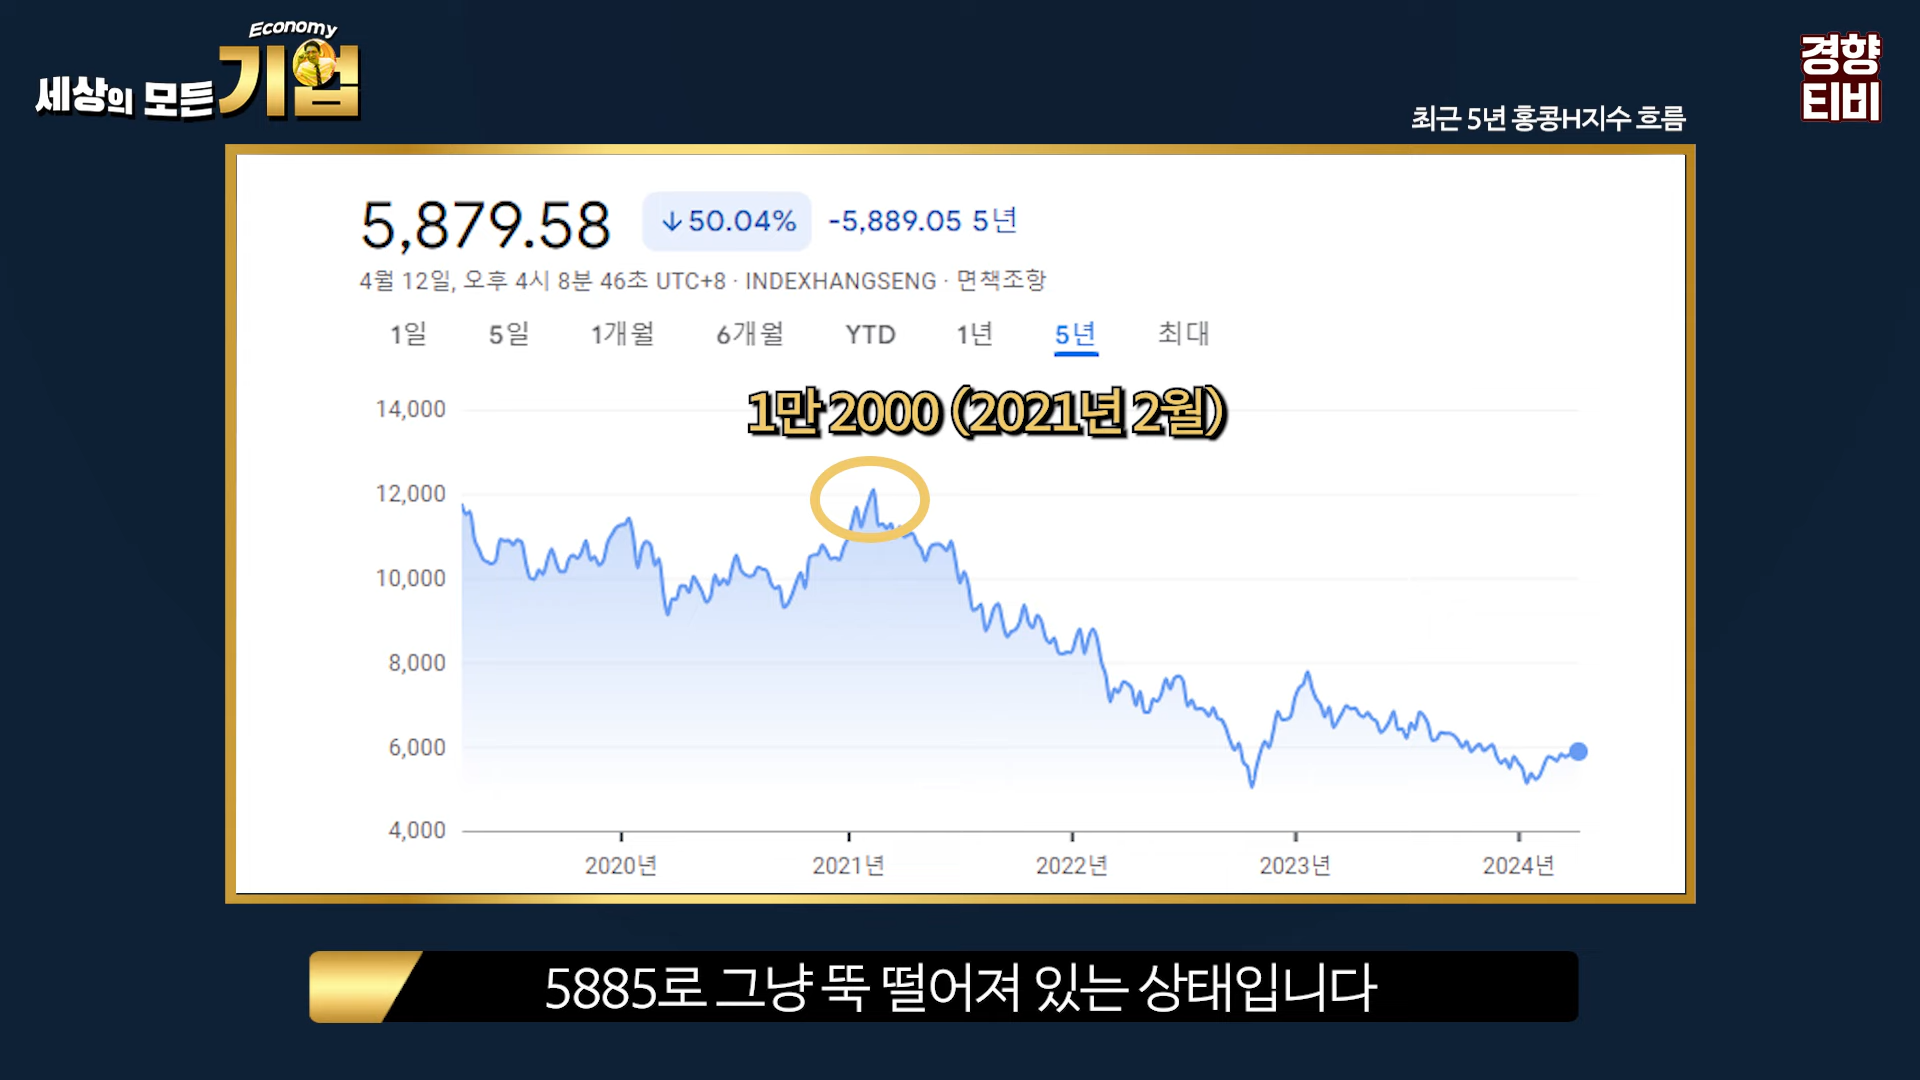 Economy
세상의 모든 기업
경향
티비
최근 5년 홍콩H지수 흐름
5,879.58 ↓50.04% -5,889.05 5년
4월 12일, 오후 4시 8분 46초 UTC+8 · INDEXHANGSENG · 면책조항
1일 5일 1개월 6개월 YTD 1년 5년 최대
1만 2000 (2021년 2월)
14,000
12,000
10,000
8,000
6,000
4,000
2020년 2021년 2022년 2023년 2024년
5885로 그냥 뚝 떨어져 있는 상태입니다